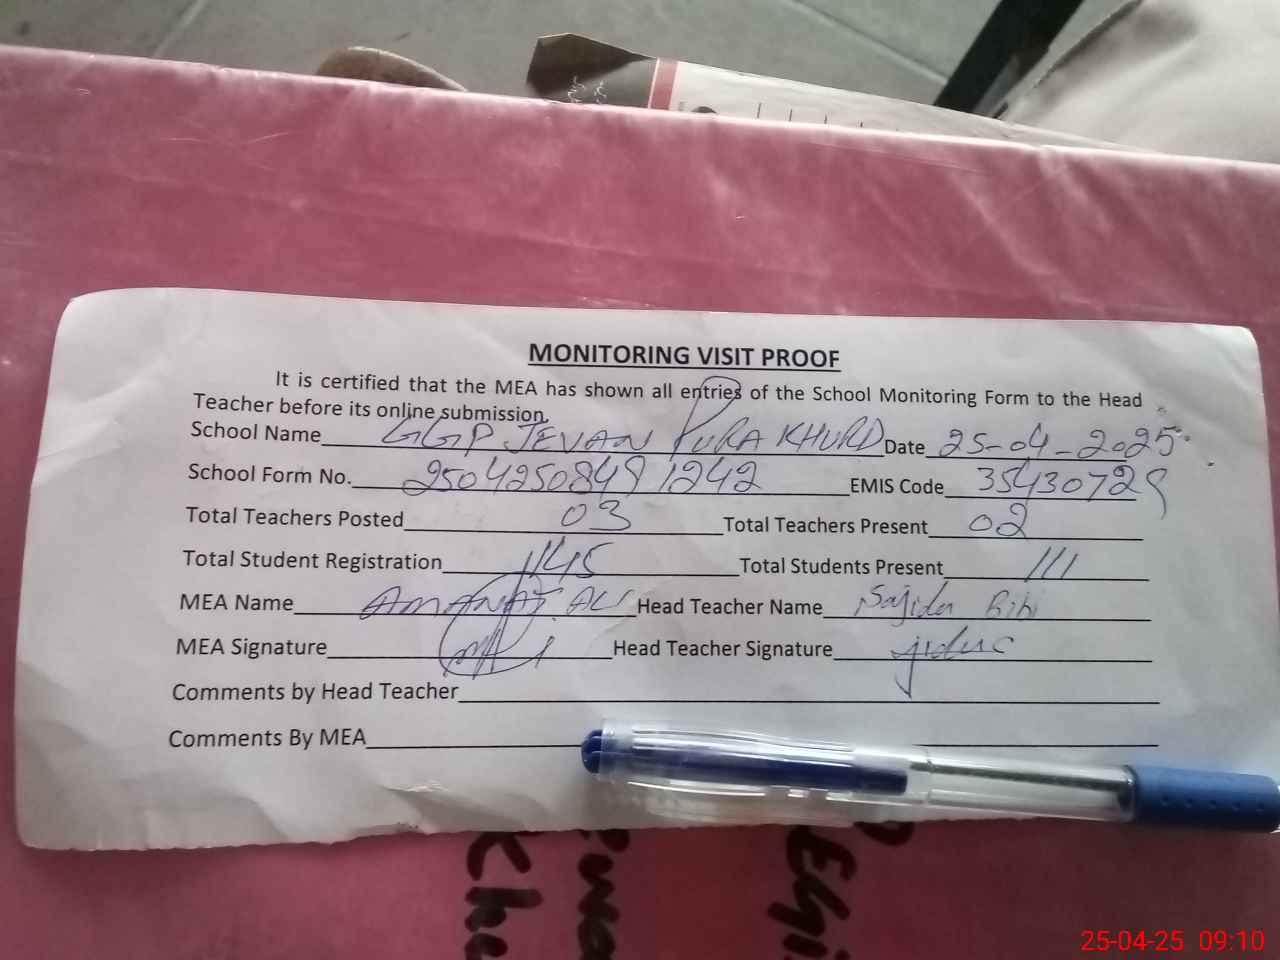 MONITORING VISIT PROOF
It is certified that the MEA has shown all entries of the School Monitoring Form to the Head
Teacher before its online submission.
School Name GGP JEVAN PURA KHURD Date 25-04-2025
School Form No. 25042508491242 EMIS Code 35430729
Total Teachers Posted 03 Total Teachers Present 02
Total Student Registration 145 Total Students Present 111
MEA Name AMANAT ALI Head Teacher Name Sajida Bibi
MEA Signature Head Teacher Signature
Comments by Head Teacher
Comments By MEA
25-04-25 09:10